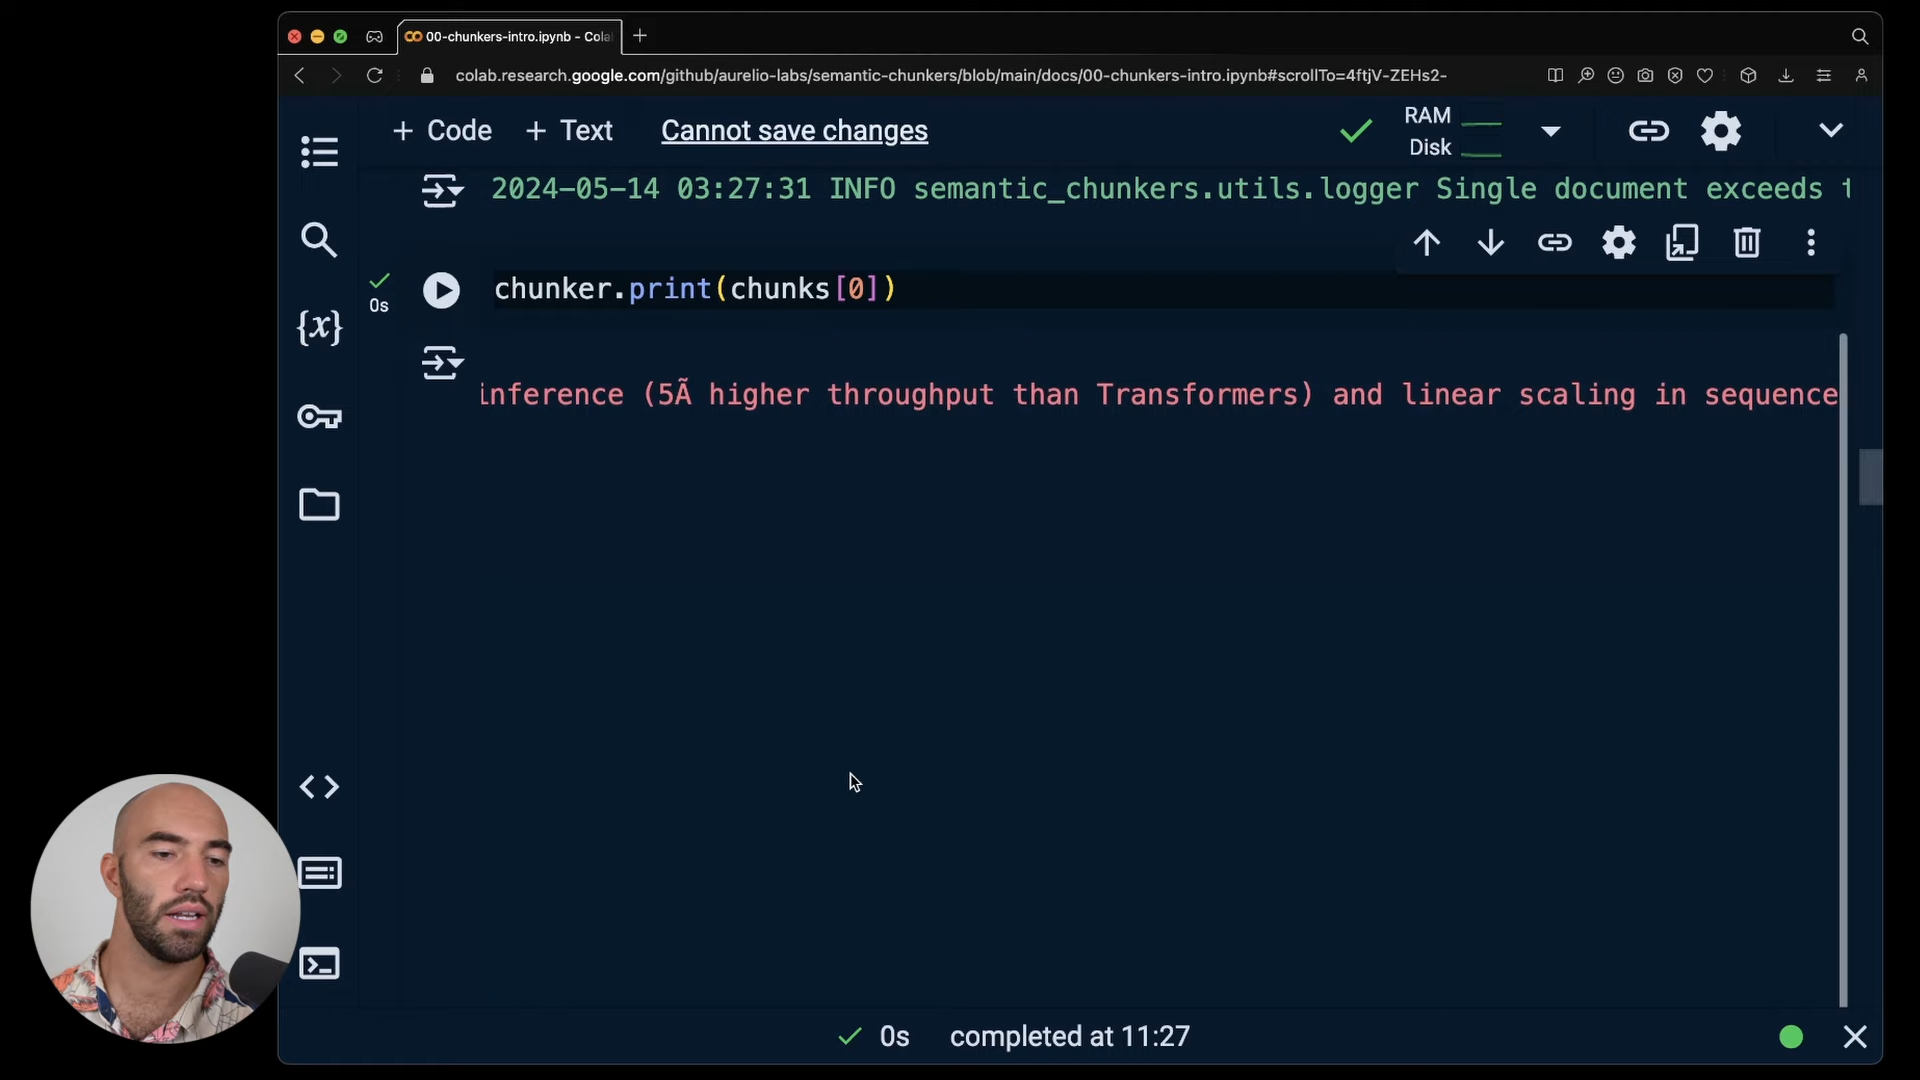 00-chunkers-intro.ipynb - Cola
colab.research.google.com/github/aurelio-labs/semantic-chunkers/blob/main/docs/00-chunkers-intro.ipynb#scrollTo=4ftjV-ZEHs2-
+ Code + Text Cannot save changes
RAM
Disk
2024-05-14 03:27:31 INFO semantic_chunkers.utils.logger Single document exceeds t
chunker.print(chunks[0])
0s
inference (5Ã higher throughput than Transformers) and linear scaling in sequence
{x}
0s completed at 11:27